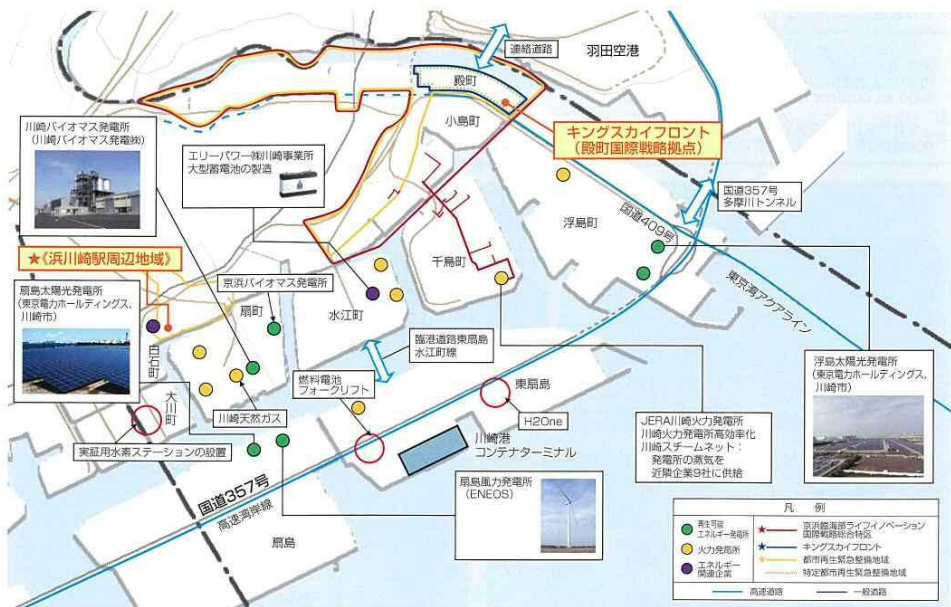 羽田空港
連絡道路
殿町
小島町
キングスカイフロント
(殿町国際戦略拠点)
川崎バイオマス発電所
(川崎バイオマス発電㈱)
エリーパワー㈱川崎事業所
大型蓄電池の製造
国道357号
多摩川トンネル
国道409号
浮島町
千鳥町
東京湾アクアライン
★《浜川崎駅周辺地域》
京浜バイオマス発電所
扇島太陽光発電所
(東京電力ホールディングス、
川崎市)
扇町
水江町
白石町
大川町
臨港道路東扇島
水江町線
燃料電池
フォークリフト
川崎天然ガス
東扇島
H2One
実証用水素ステーションの設置
川崎港
コンテナターミナル
JERA川崎火力発電所
川崎火力発電所高効率化
川崎スチームネット：
発電所の蒸気を
近隣企業9社に供給
浮島太陽光発電所
(東京電力ホールディングス、
川崎市)
国道357号
高速湾岸線
扇島風力発電所
(ENEOS)
扇島
凡 例
再生可能
エネルギー発電所
火力発電所
エネルギー
関連企業
京浜臨海部ライフイノベーション
国際戦略総合特区
キングスカイフロント
都市再生緊急整備地域
特定都市再生緊急整備地域
高速道路
一般道路